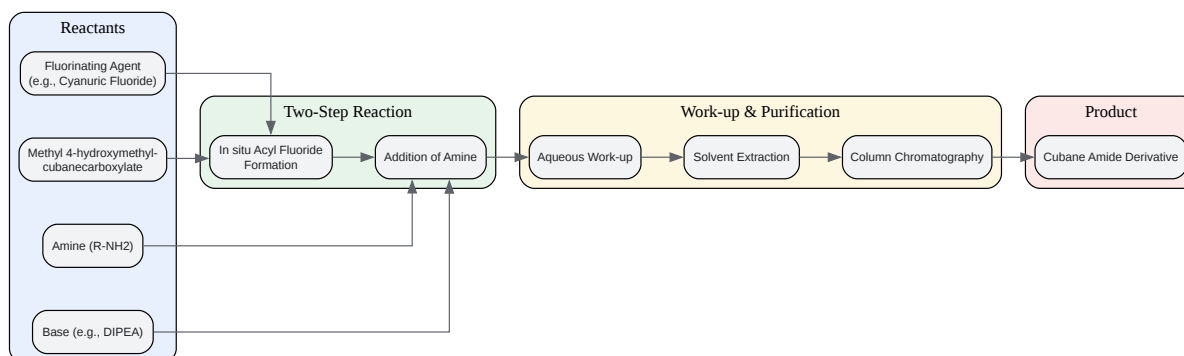 Reactants
Fluorinating Agent
(e.g., Cyanuric Fluoride)
Methyl 4-hydroxymethyl-
cubanecarboxylate
Amine (R-NH2)
Base (e.g., DIPEA)
Two-Step Reaction
In situ Acyl Fluoride
Formation
Addition of Amine
Work-up & Purification
Aqueous Work-up
Solvent Extraction
Column Chromatography
Product
Cubane Amide Derivative